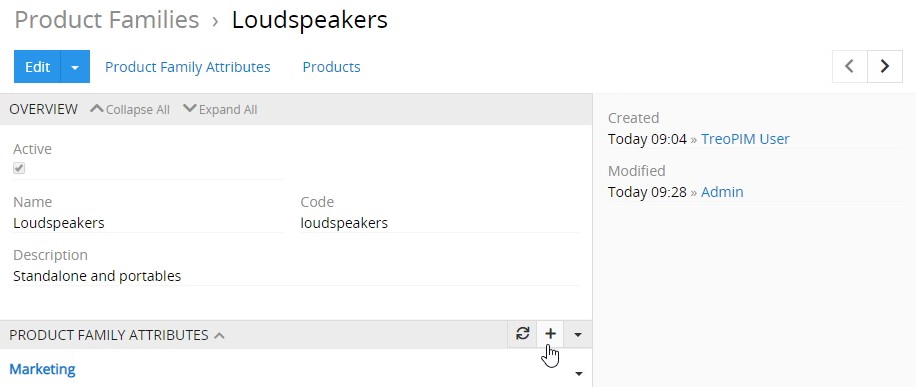 Product Families › Loudspeakers
Edit Product Family Attributes Products
OVERVIEW Collapse All Expand All
Active
Name Code
Loudspeakers loudspeakers
Description
Standalone and portables
PRODUCT FAMILY ATTRIBUTES
Marketing
Created
Today 09:04 » TreoPIM User
Modified
Today 09:28 » Admin